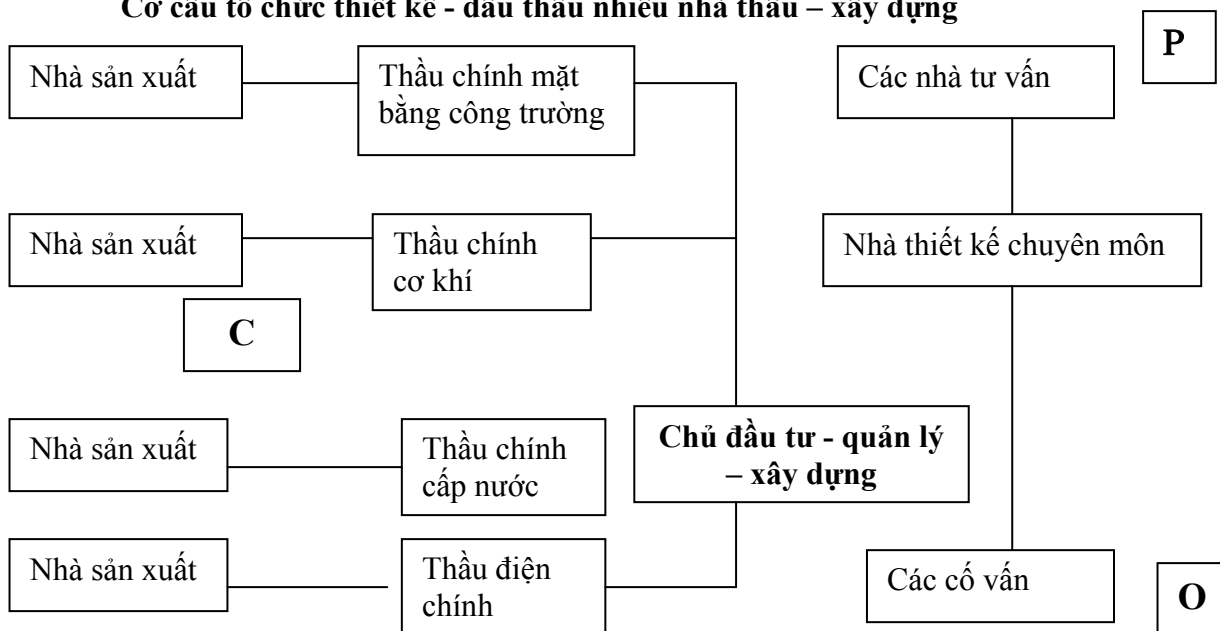 Cơ cấu tổ chức thiết kế - đấu thầu nhiều nhà thầu – xây dựng
P
Nhà sản xuất
Thầu chính mặt
bằng công trường
Các nhà tư vấn
Nhà sản xuất
Thầu chính
cơ khí
Nhà thiết kế chuyên môn
C
Nhà sản xuất
Thầu chính
cấp nước
Chủ đầu tư - quản lý
– xây dựng
Nhà sản xuất
Thầu điện
chính
Các cố vấn
O